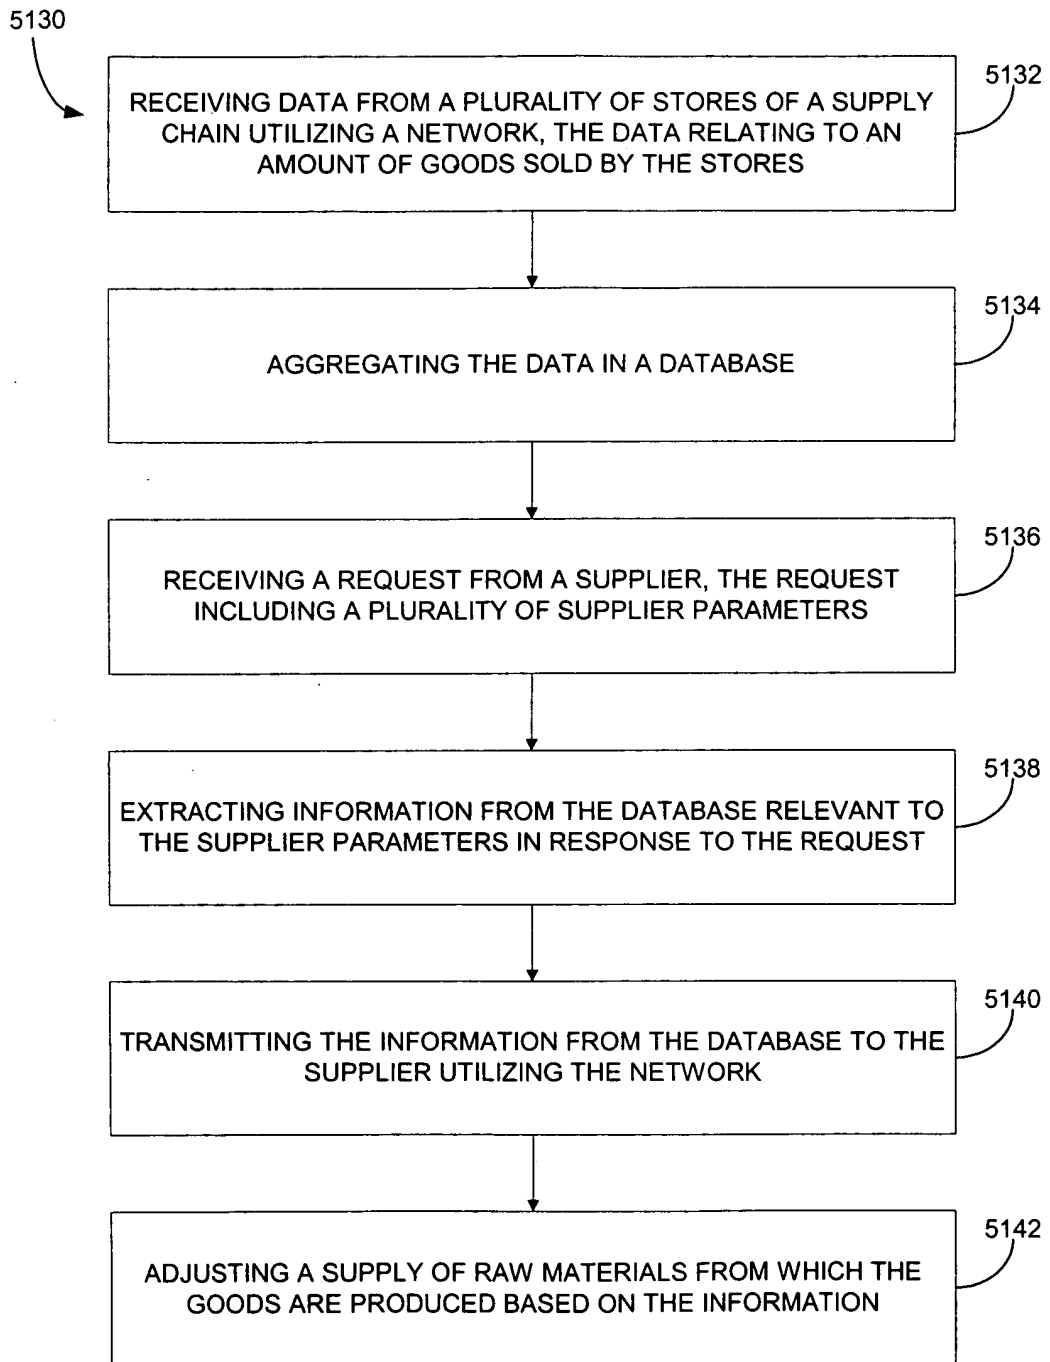 5130
RECEIVING DATA FROM A PLURALITY OF STORES OF A SUPPLY
CHAIN UTILIZING A NETWORK, THE DATA RELATING TO AN
AMOUNT OF GOODS SOLD BY THE STORES
5132
AGGREGATING THE DATA IN A DATABASE
5134
RECEIVING A REQUEST FROM A SUPPLIER, THE REQUEST
INCLUDING A PLURALITY OF SUPPLIER PARAMETERS
5136
EXTRACTING INFORMATION FROM THE DATABASE RELEVANT TO
THE SUPPLIER PARAMETERS IN RESPONSE TO THE REQUEST
5138
TRANSMITTING THE INFORMATION FROM THE DATABASE TO THE
SUPPLIER UTILIZING THE NETWORK
5140
ADJUSTING A SUPPLY OF RAW MATERIALS FROM WHICH THE
GOODS ARE PRODUCED BASED ON THE INFORMATION
5142